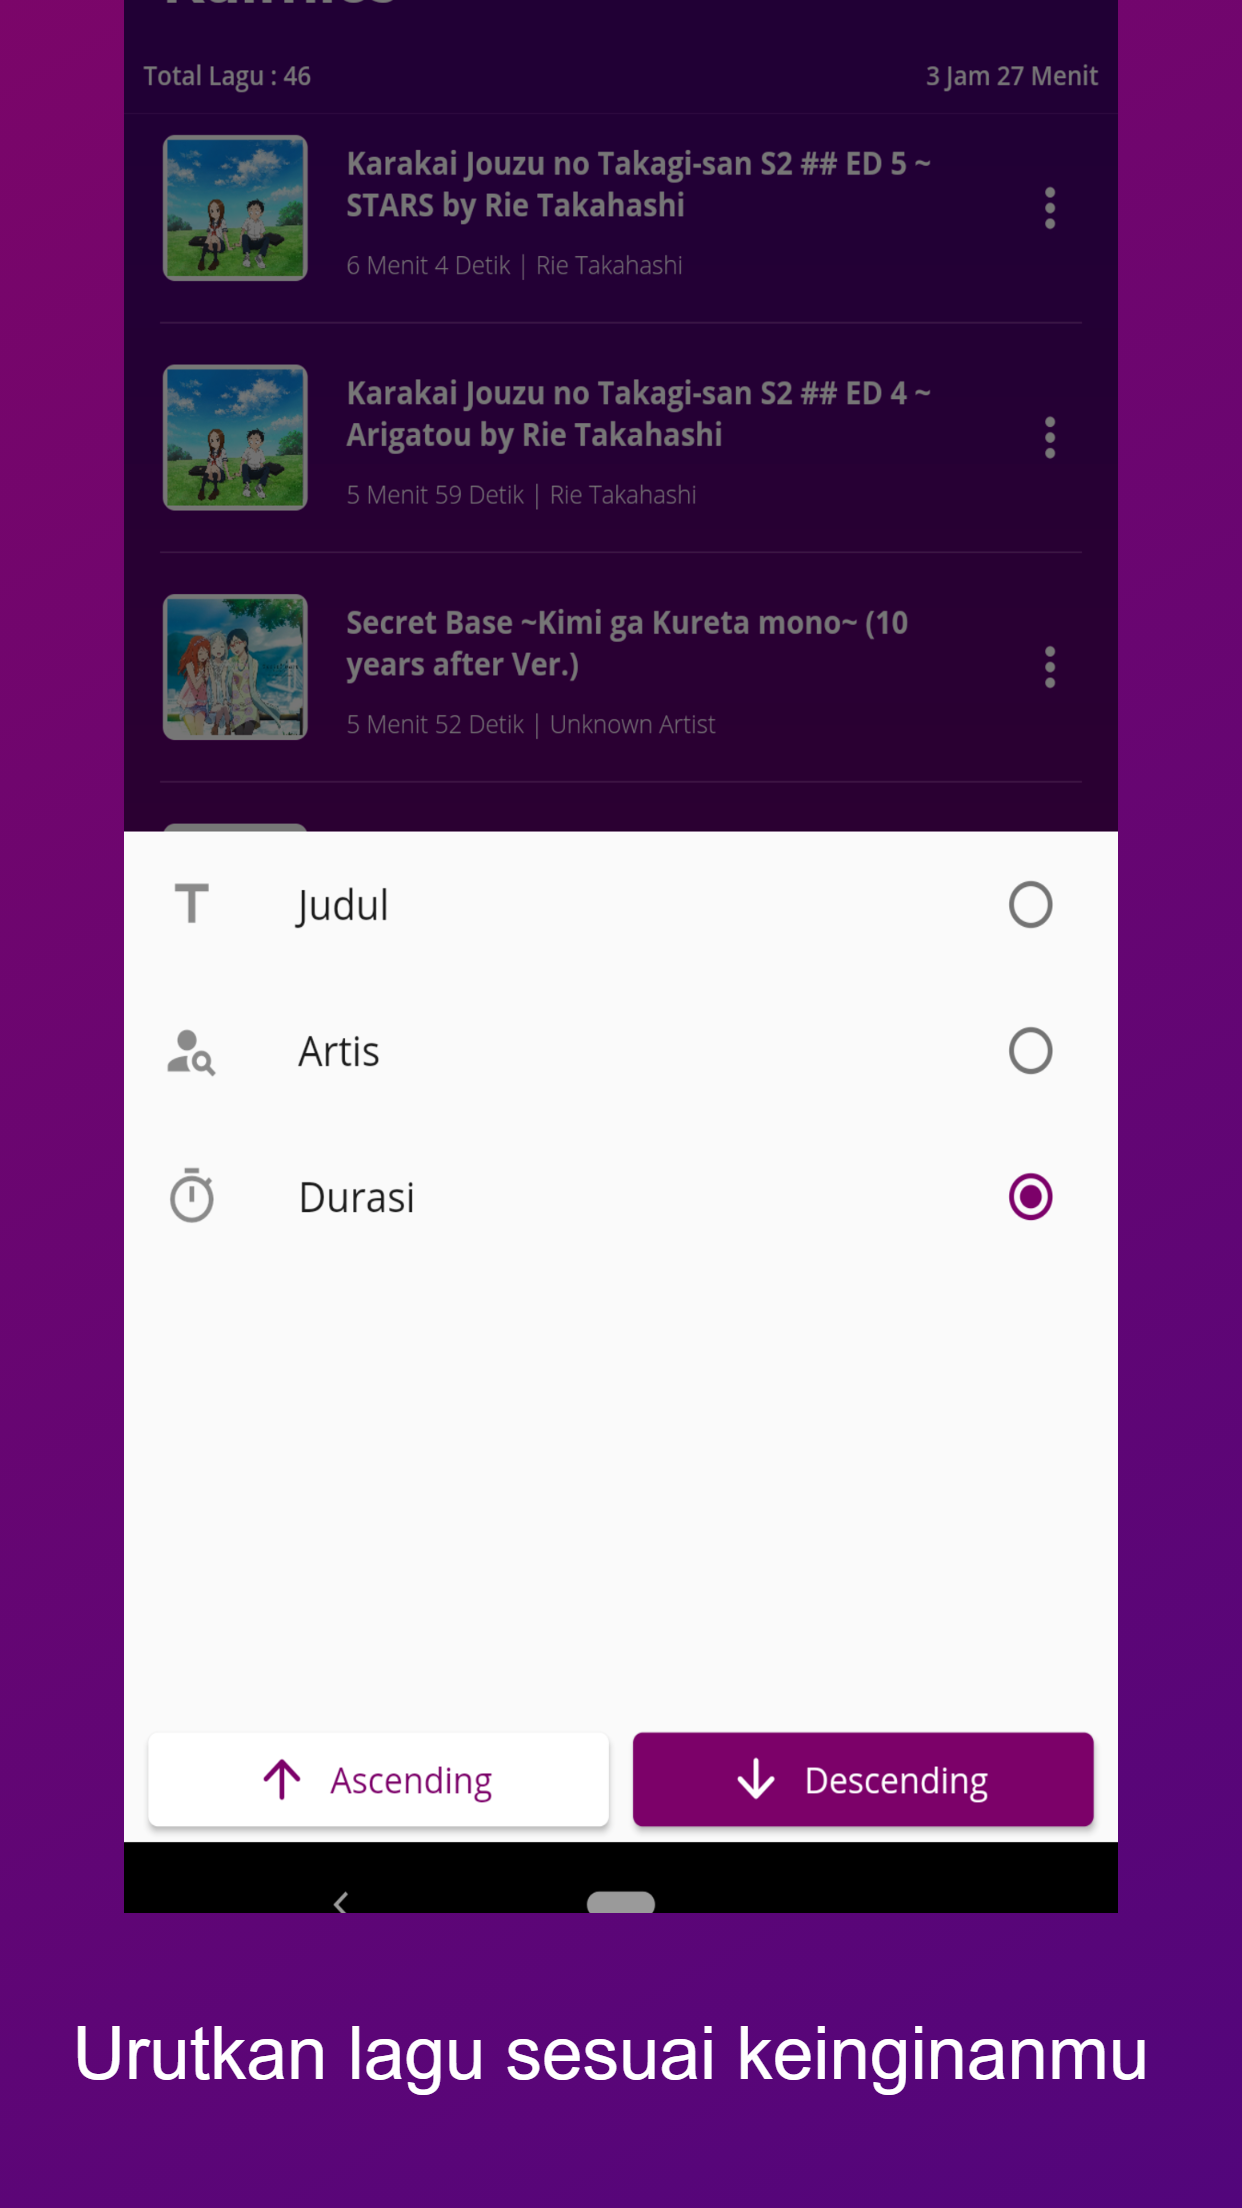 Total Lagu : 46
3 Jam 27 Menit
Karakai Jouzu no Takagi-san S2 ## ED 5 ~
STARS by Rie Takahashi
6 Menit 4 Detik | Rie Takahashi
Karakai Jouzu no Takagi-san S2 ## ED 4 ~
Arigatou by Rie Takahashi
5 Menit 59 Detik | Rie Takahashi
Secret Base ~Kimi ga Kureta mono~ (10
years after Ver.)
5 Menit 52 Detik | Unknown Artist
Judul
Artis
Durasi
Ascending
Descending
Urutkan lagu sesuai keinginanmu